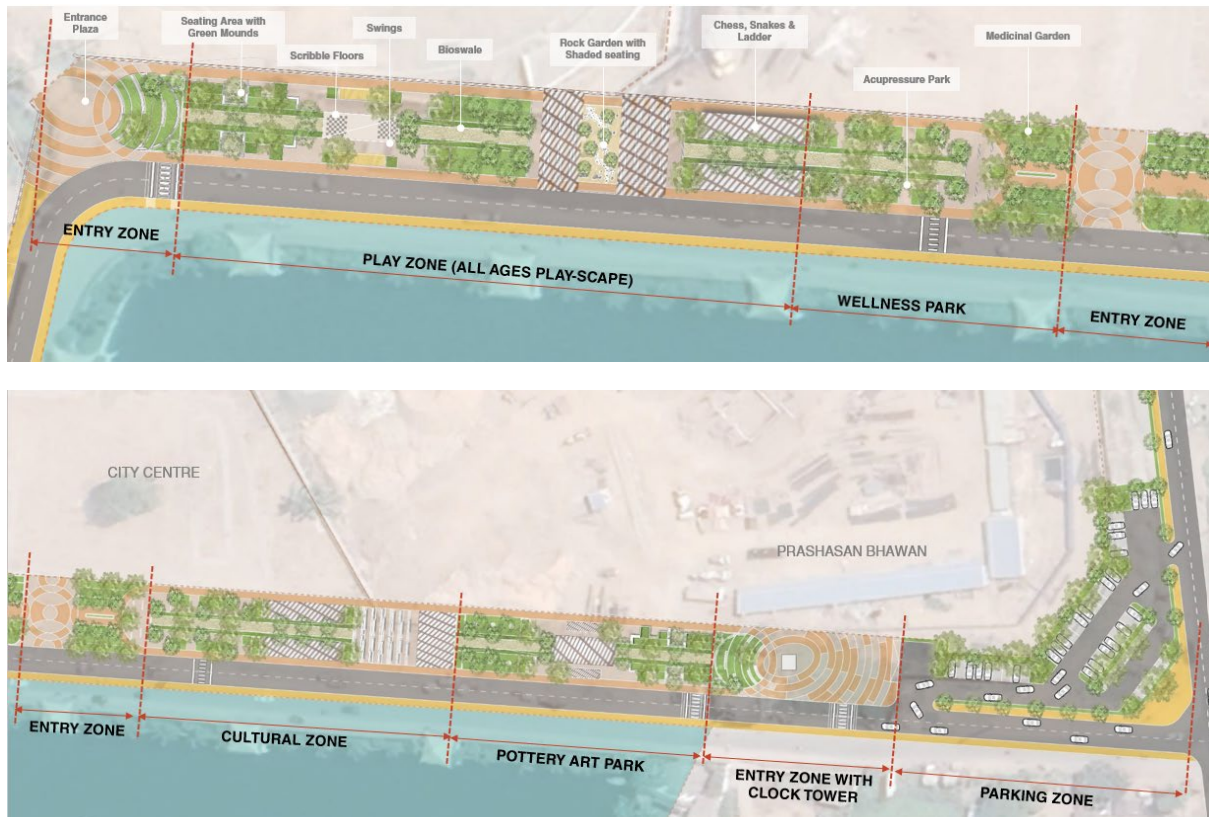 Entrance
Plaza
Seating Area with
Green Mounds
Scribble Floors
Swings
Bioswale
Rock Garden with
Shaded seating
Chess, Snakes &
Ladder
Acupressure Park
Medicinal Garden
ENTRY ZONE
PLAY ZONE (ALL AGES PLAY-SCAPE)
WELLNESS PARK
ENTRY ZONE
CITY CENTRE
PRASHASAN BHAWAN
ENTRY ZONE
CULTURAL ZONE
POTTERY ART PARK
ENTRY ZONE WITH
CLOCK TOWER
PARKING ZONE